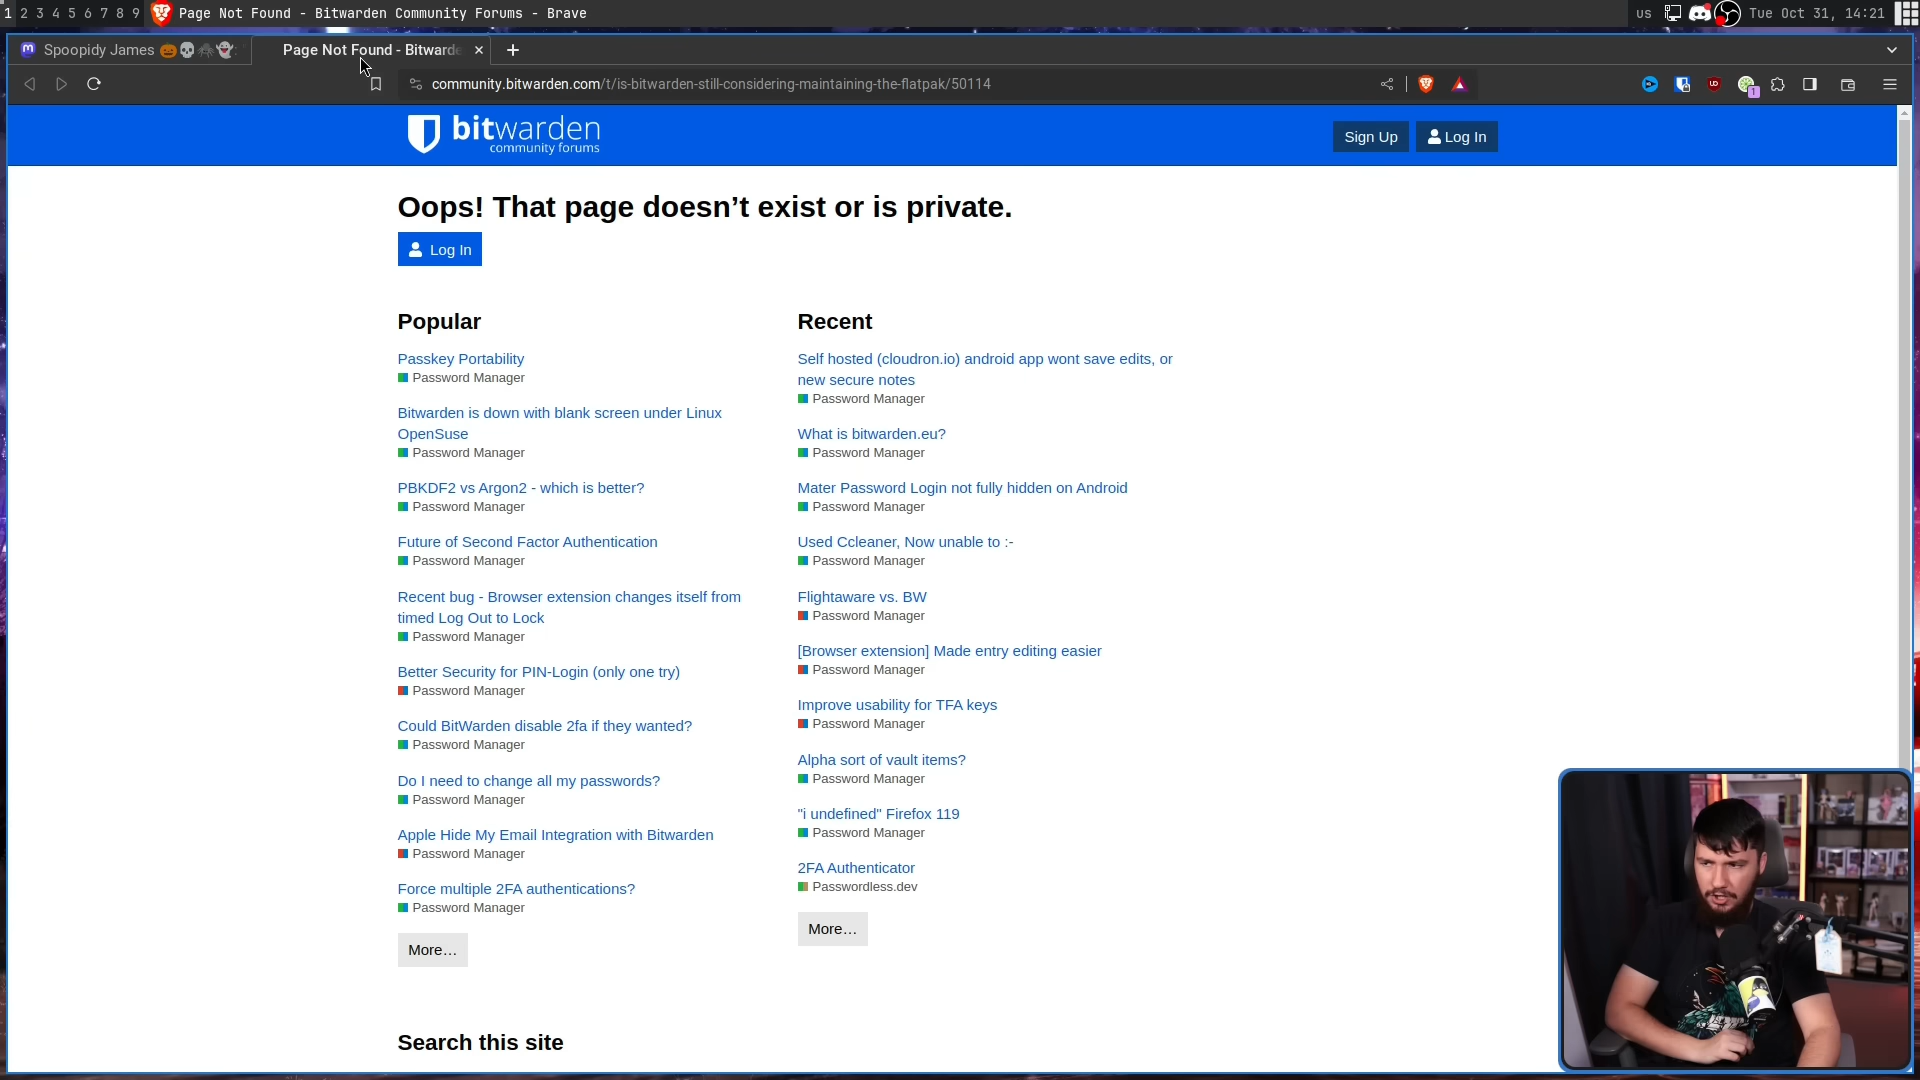 1 2 3 4 5 6 7 8 9 Page Not Found - Bitwarden Community Forums - Brave us Tue Oct 31, 14:21
Spoopidy James Page Not Found - Bitwarde
community.bitwarden.com/t/is-bitwarden-still-considering-maintaining-the-flatpak/50114 1
bitwarden
community forums
Sign Up Log In
Oops! That page doesn’t exist or is private.
Log In
Popular
Passkey Portability
Password Manager
Bitwarden is down with blank screen under Linux
OpenSuse
Password Manager
PBKDF2 vs Argon2 - which is better?
Password Manager
Future of Second Factor Authentication
Password Manager
Recent bug - Browser extension changes itself from
timed Log Out to Lock
Password Manager
Better Security for PIN-Login (only one try)
Password Manager
Could BitWarden disable 2fa if they wanted?
Password Manager
Do I need to change all my passwords?
Password Manager
Apple Hide My Email Integration with Bitwarden
Password Manager
Force multiple 2FA authentications?
Password Manager
More…
Recent
Self hosted (cloudron.io) android app wont save edits, or
new secure notes
Password Manager
What is bitwarden.eu?
Password Manager
Mater Password Login not fully hidden on Android
Password Manager
Used Ccleaner, Now unable to :-
Password Manager
Flightaware vs. BW
Password Manager
[Browser extension] Made entry editing easier
Password Manager
Improve usability for TFA keys
Password Manager
Alpha sort of vault items?
Password Manager
"i undefined" Firefox 119
Password Manager
2FA Authenticator
Passwordless.dev
More…
Search this site